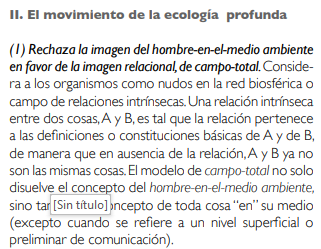 II. El movimiento de la ecología profunda
(1) Rechaza la imagen del hombre-en-el-medio ambiente
en favor de la imagen relacional, de campo-total. Conside-
ra a los organismos como nudos en la red biosférica o
campo de relaciones intrínsecas. Una relación intrínseca
entre dos cosas, A y B, es tal que la relación pertenece
a las definiciones o constituciones básicas de A y de B,
de manera que en ausencia de la relación, A y B ya no
son las mismas cosas. El modelo de campo-total no solo
disuelve el concepto del hombre-en-el-medio ambiente,
sino [Sin título] de toda cosa “en” su medio
(excepto cuando se refiere a un nivel superficial o
preliminar de comunicación).